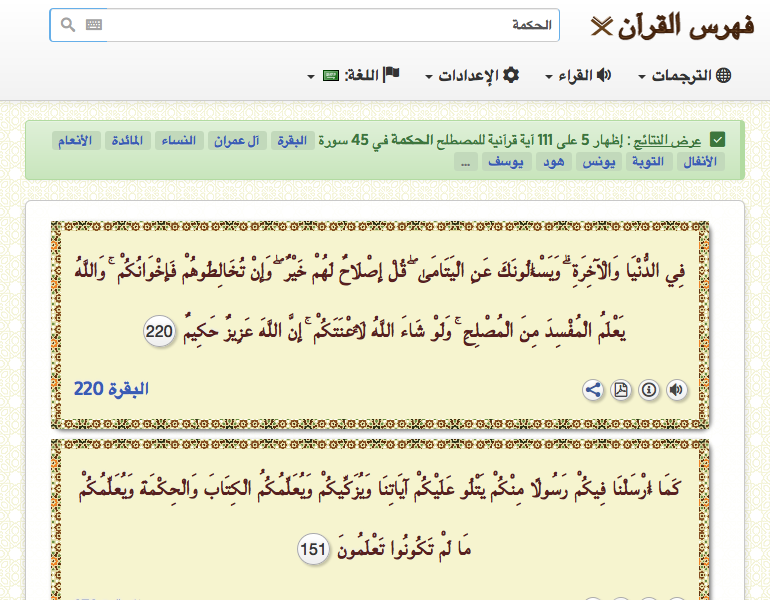 فهرس القرآن
الحكمة
الترجمات القراء الإعدادات اللغة:
عرض النتائج : إظهار 5 على 111 آية قرآنية للمصطلح الحكمة في 45 سورة البقرة آل عمران النساء المائدة الأنعام
الأنفال التوبة يونس هود يوسف ...
فِي الدُّنْيَا وَالْآخِرَةِ ۗ وَيَسْأَلُونَكَ عَنِ الْيَتَامَىٰ ۖ قُلْ إِصْلَاحٌ لَهُمْ خَيْرٌ ۖ وَإِنْ تُخَالِطُوهُمْ فَإِخْوَانُكُمْ ۚ وَاللَّهُ
يَعْلَمُ الْمُفْسِدَ مِنَ الْمُصْلِحِ ۚ وَلَوْ شَاءَ اللَّهُ لَأَعْنَتَكُمْ ۚ إِنَّ اللَّهَ عَزِيزٌ حَكِيمٌ 220
البقرة 220
كَمَا أَرْسَلْنَا فِيكُمْ رَسُولًا مِنْكُمْ يَتْلُو عَلَيْكُمْ آيَاتِنَا وَيُزَكِّيكُمْ وَيُعَلِّمُكُمُ الْكِتَابَ وَالْحِكْمَةَ وَيُعَلِّمُكُمْ
مَا لَمْ تَكُونُوا تَعْلَمُونَ 151